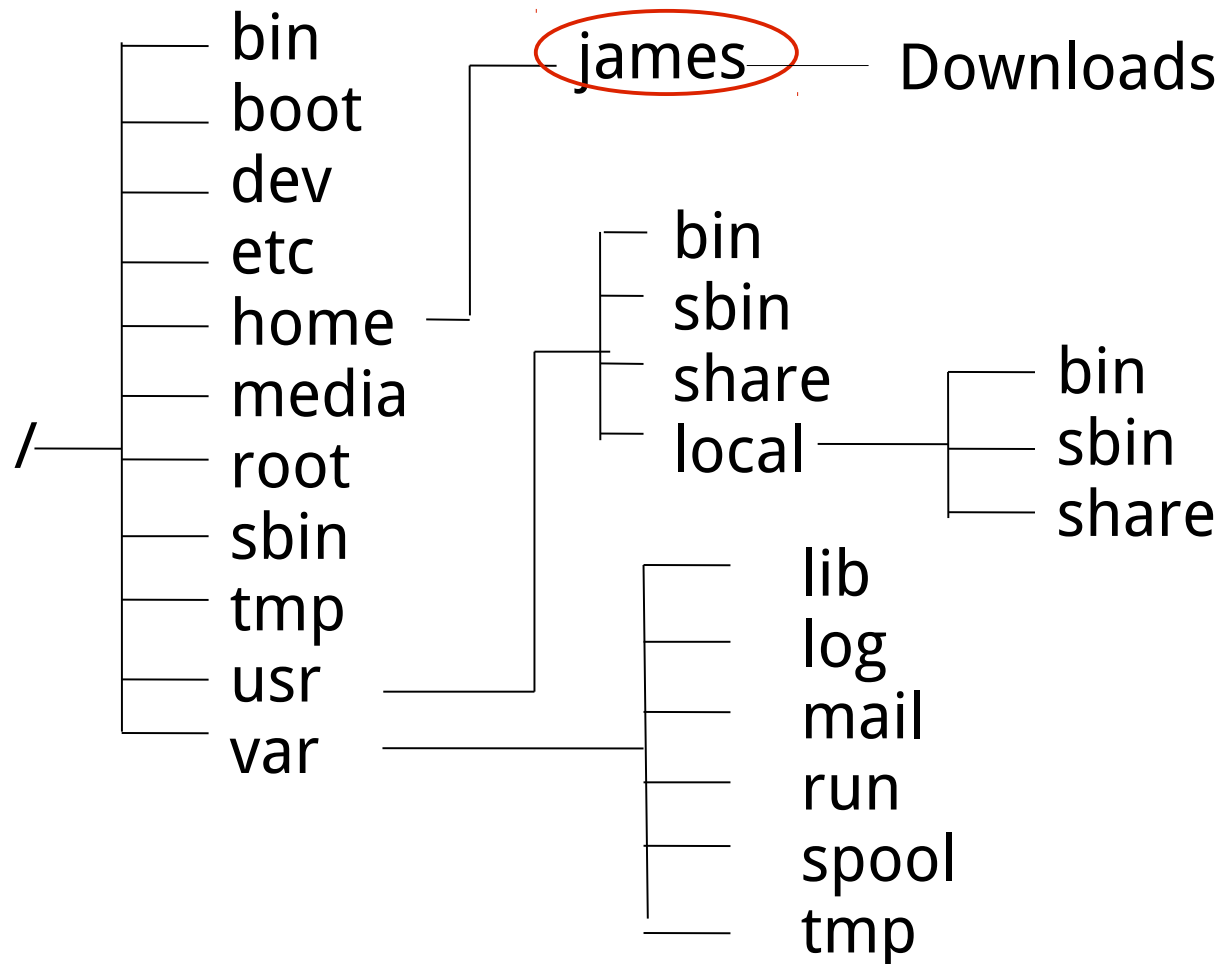 /
bin
boot
dev
etc
home
media
root
sbin
tmp
usr
var
james
Downloads
bin
sbin
share
local
bin
sbin
share
lib
log
mail
run
spool
tmp